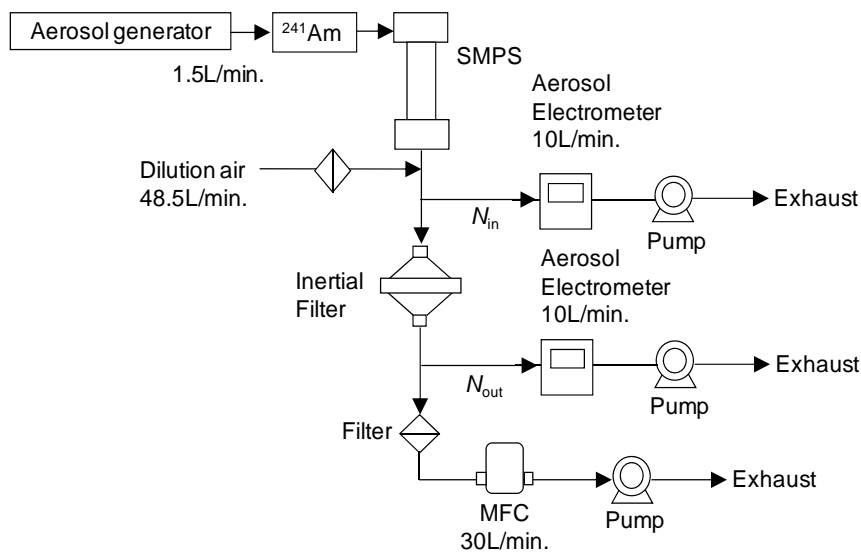 Aerosol generator
²⁴¹Am
1.5L/min.
SMPS
Aerosol
Electrometer
10L/min.
Dilution air
48.5L/min.
Nin
Pump
Exhaust
Inertial
Filter
Aerosol
Electrometer
10L/min.
Nout
Pump
Exhaust
Filter
MFC
30L/min.
Pump
Exhaust